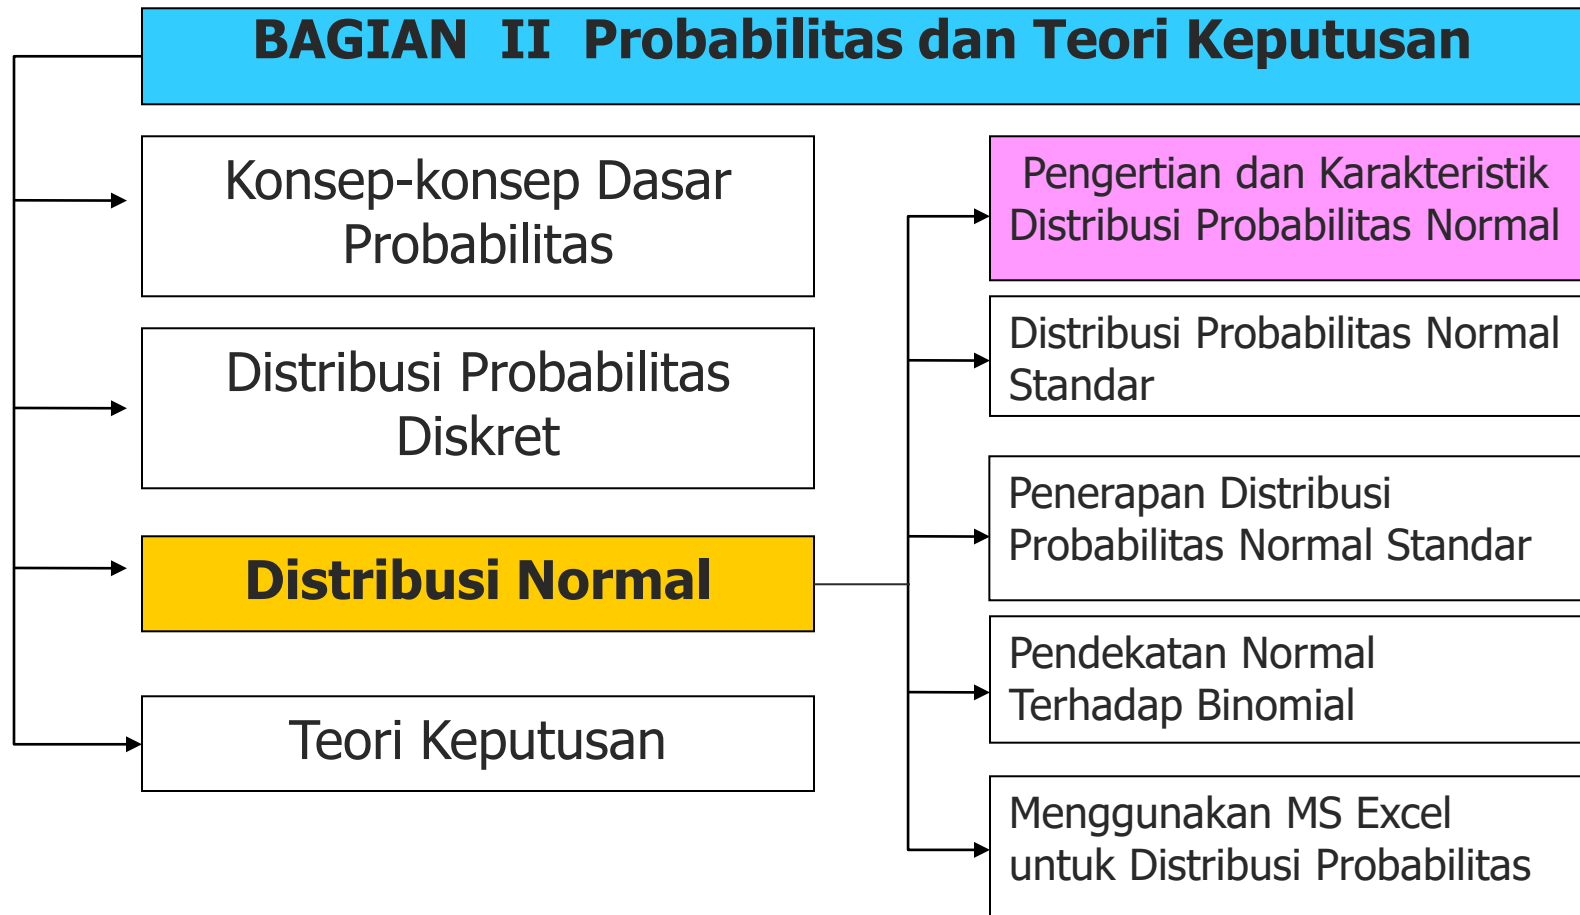 BAGIAN II Probabilitas dan Teori Keputusan
Konsep-konsep Dasar
Probabilitas
Distribusi Probabilitas
Diskret
Distribusi Normal
Teori Keputusan
Pengertian dan Karakteristik
Distribusi Probabilitas Normal
Distribusi Probabilitas Normal
Standar
Penerapan Distribusi
Probabilitas Normal Standar
Pendekatan Normal
Terhadap Binomial
Menggunakan MS Excel
untuk Distribusi Probabilitas